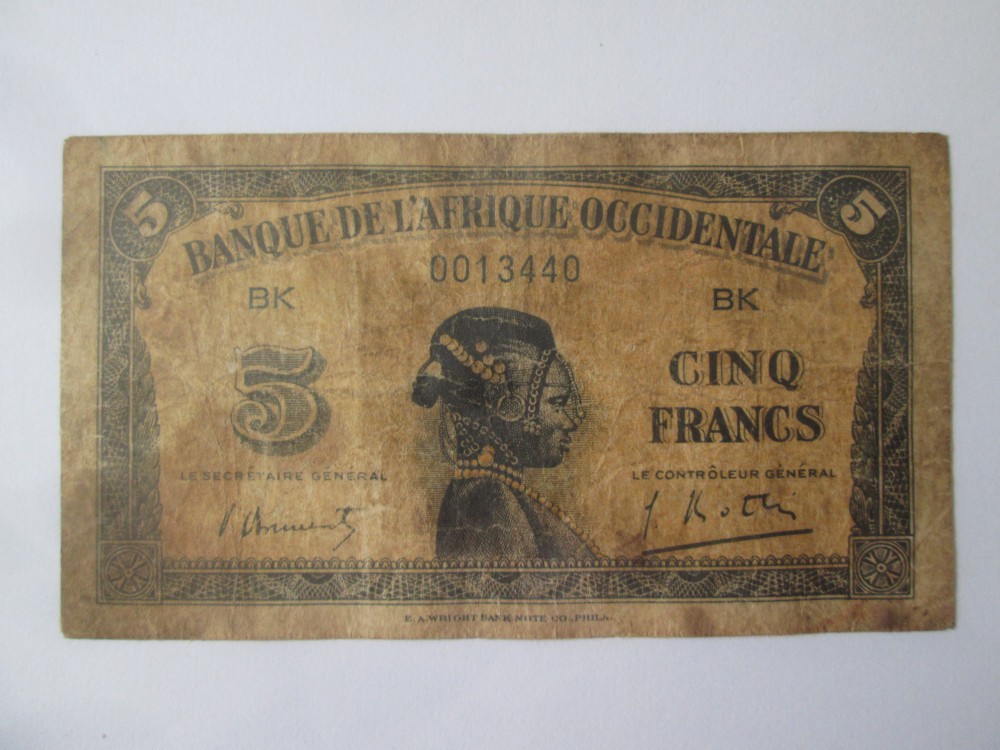 5 5
BANQUE DE L'AFRIQUE OCCIDENTALE
0013440
BK BK
5 CINQ
FRANCS
LE SECRÉTAIRE GÉNÉRAL LE CONTRÔLEUR GÉNÉRAL
E. A. WRIGHT BANK NOTE CO., PHILA.